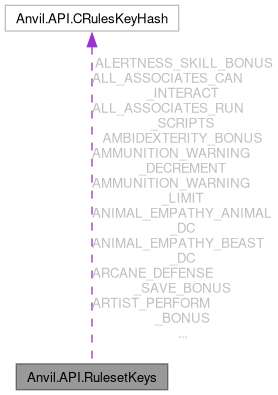 Anvil.API.CRulesKeyHash
ALERTNESS_SKILL_BONUS
ALL_ASSOCIATES_CAN
_INTERACT
ALL_ASSOCIATES_RUN
_SCRIPTS
AMBIDEXTERITY_BONUS
AMMUNITION_WARNING
_DECREMENT
AMMUNITION_WARNING
_LIMIT
ANIMAL_EMPATHY_ANIMAL
_DC
ANIMAL_EMPATHY_BEAST
_DC
ARCANE_DEFENSE
_SAVE_BONUS
ARTIST_PERFORM
_BONUS
...
Anvil.API.RulesetKeys